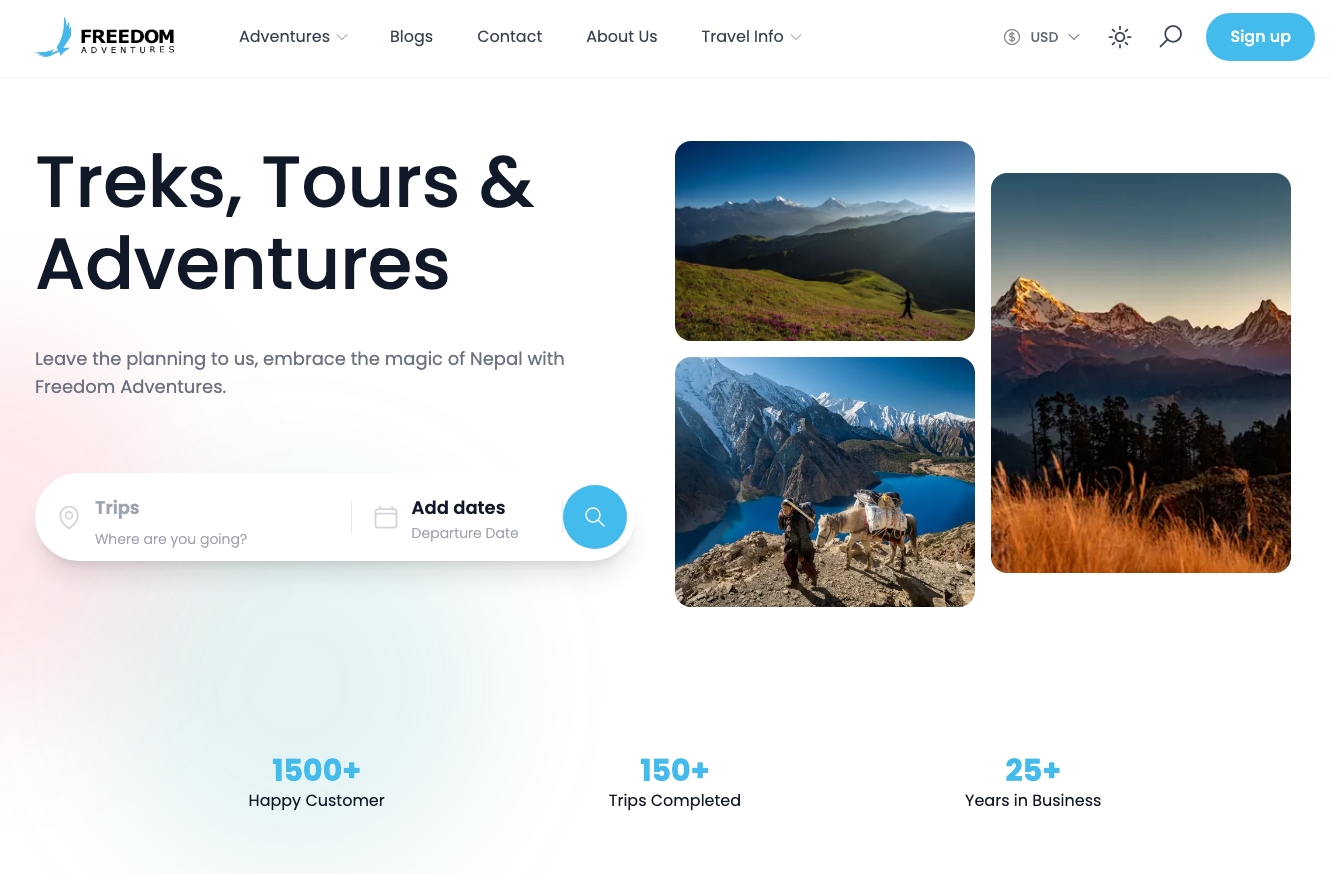 FREEDOM
ADVENTURES
Adventures
Blogs
Contact
About Us
Travel Info
USD
Sign up
Treks, Tours &
Adventures
Leave the planning to us, embrace the magic of Nepal with
Freedom Adventures.
Trips
Where are you going?
Add dates
Departure Date
1500+
Happy Customer
150+
Trips Completed
25+
Years in Business